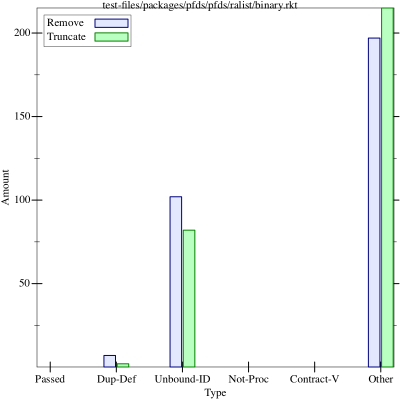 test-files/packages/pfds/pfds/ralist/binary.rkt
Remove
Truncate
200
150
100
50
Amount
Passed Dup-Def Unbound-ID Not-Proc Contract-V Other
Type